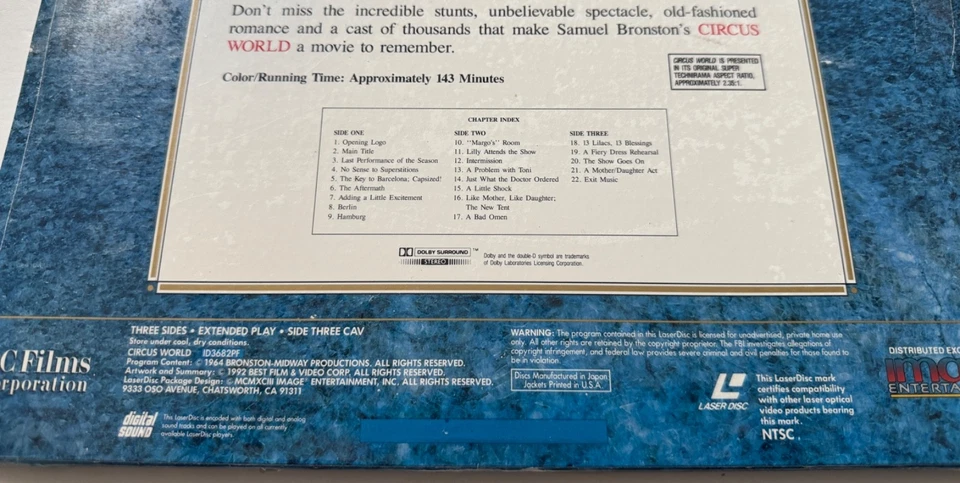 Don't miss the incredible stunts, unbelievable spectacle, old-fashioned
romance and a cast of thousands that make Samuel Bronston's CIRCUS
WORLD a movie to remember.
Color/Running Time: Approximately 143 Minutes
CIRCUS WORLD IS PRESENTED
IN ITS ORIGINAL SUPER
TECHNIRAMA ASPECT RATIO,
APPROXIMATELY 2.35:1.
CHAPTER INDEX
SIDE ONE
1. Opening Logo
2. Main Title
3. Last Performance of the Season
4. No Sense to Superstitions
5. The Key to Barcelona; Capsized!
6. The Aftermath
7. Adding a Little Excitement
8. Berlin
9. Hamburg
SIDE TWO
10. "Margo's" Room
11. Lilly Attends the Show
12. Intermission
13. A Problem with Toni
14. Just What the Doctor Ordered
15. A Little Shock
16. Like Mother, Like Daughter;
The New Tent
17. A Bad Omen
SIDE THREE
18. 13 Lilacs, 13 Blessings
19. A Fiery Dress Rehearsal
20. The Show Goes On
21. A Mother/Daughter Act
22. Exit Music
DOLBY SURROUND ™
STEREO
Dolby and the double-D symbol are trademarks
of Dolby Laboratories Licensing Corporation.
C Films
rporation
THREE SIDES • EXTENDED PLAY • SIDE THREE CAV
Store under cool, dry conditions.
CIRCUS WORLD ID3682PF
Program Content: © 1964 BRONSTON-MIDWAY PRODUCTIONS. ALL RIGHTS RESERVED.
Artwork and Summary: © 1992 BEST FILM & VIDEO CORP. ALL RIGHTS RESERVED.
LaserDisc Package Design: © MCMXCIII IMAGE ENTERTAINMENT, INC. ALL RIGHTS RESERVED.
9333 OSO AVENUE, CHATSWORTH, CA 91311
digital
SOUND
This LaserDisc is encoded with both digital and analog
sound tracks and can be played on all currently
available LaserDisc players.
WARNING: The program contained in this LaserDisc is licensed for unadvertised, private home use
only. All other rights are retained by the copyright proprietor. The FBI investigates allegations of
copyright infringement, and federal law provides severe criminal and civil penalties for those found to
be in violation.
Discs Manufactured in Japan
Jackets Printed in U.S.A.
LASER DISC
This LaserDisc mark
certifies compatibility
with other laser optical
video products bearing
this mark.
NTSC.
DISTRIBUTED EXC
ima
ENTERTA